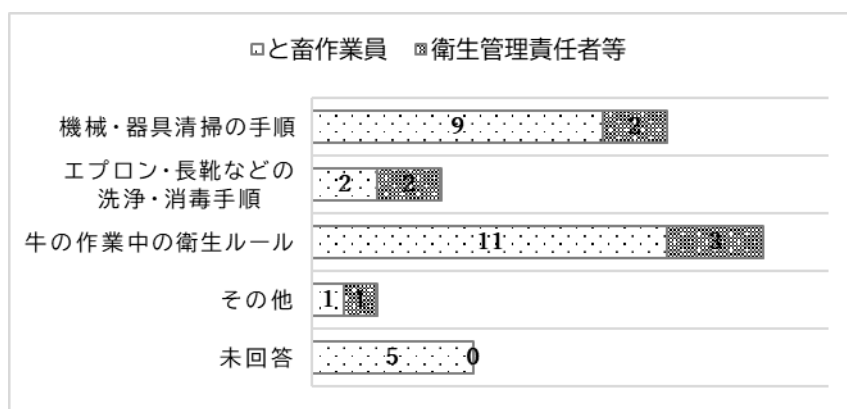 と畜作業員 衛生管理責任者等
機械・器具清掃の手順 9 2
エプロン・長靴などの
洗浄・消毒手順 2 2
牛の作業中の衛生ルール 11 3
その他 1 1
未回答 5 0